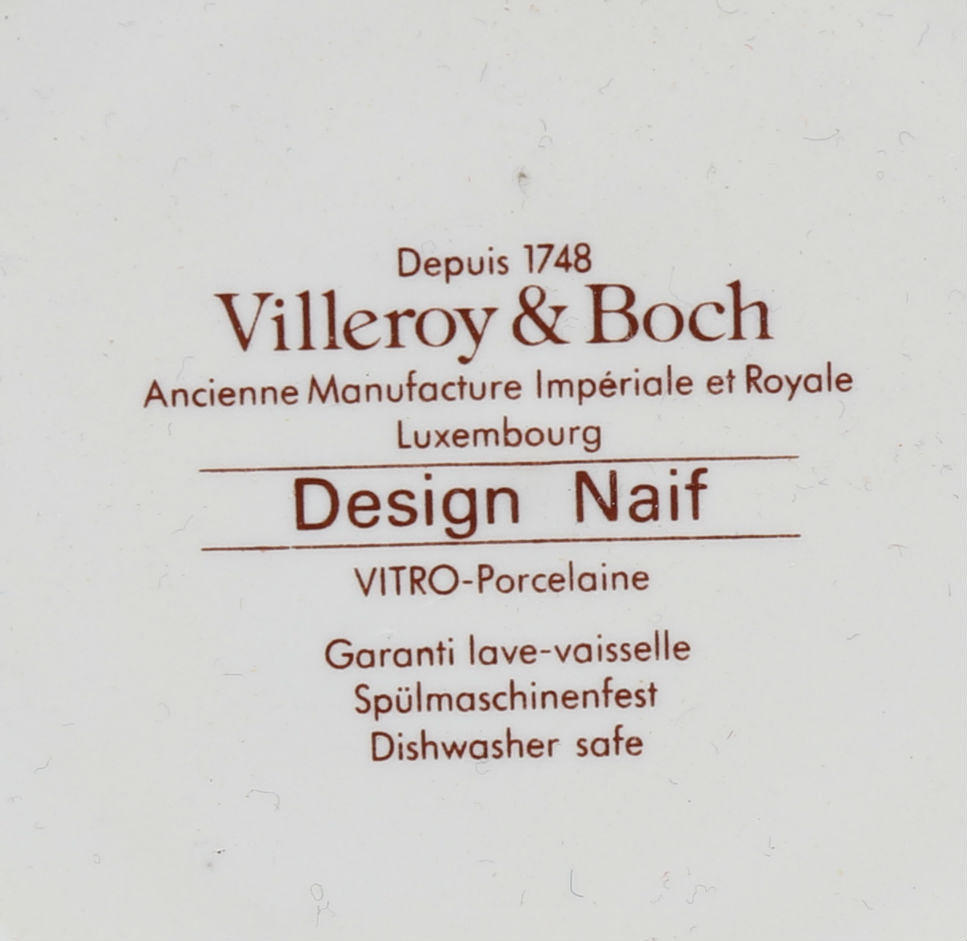 Depuis 1748
Villeroy & Boch
Ancienne Manufacture Impériale et Royale
Luxembourg
Design Naif
VITRO-Porcelaine
Garanti lave-vaisselle
Spülmaschinenfest
Dishwasher safe